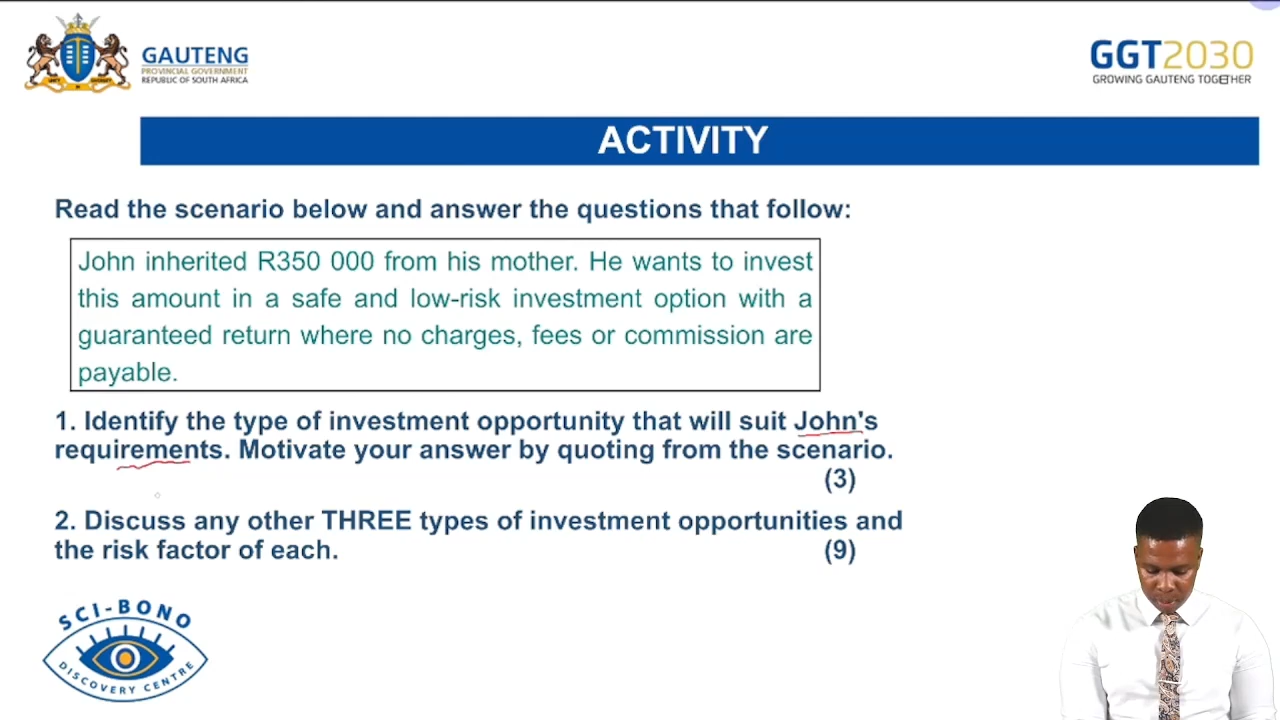 GAUTENG
PROVINCIAL GOVERNMENT
REPUBLIC OF SOUTH AFRICA
GGT2030
GROWING GAUTENG TOGETHER
ACTIVITY
Read the scenario below and answer the questions that follow:
John inherited R350 000 from his mother. He wants to invest
this amount in a safe and low-risk investment option with a
guaranteed return where no charges, fees or commission are
payable.
1. Identify the type of investment opportunity that will suit John's
requirements. Motivate your answer by quoting from the scenario.
(3)
2. Discuss any other THREE types of investment opportunities and
the risk factor of each. (9)
SCI-BONO
DISCOVERY CENTRE